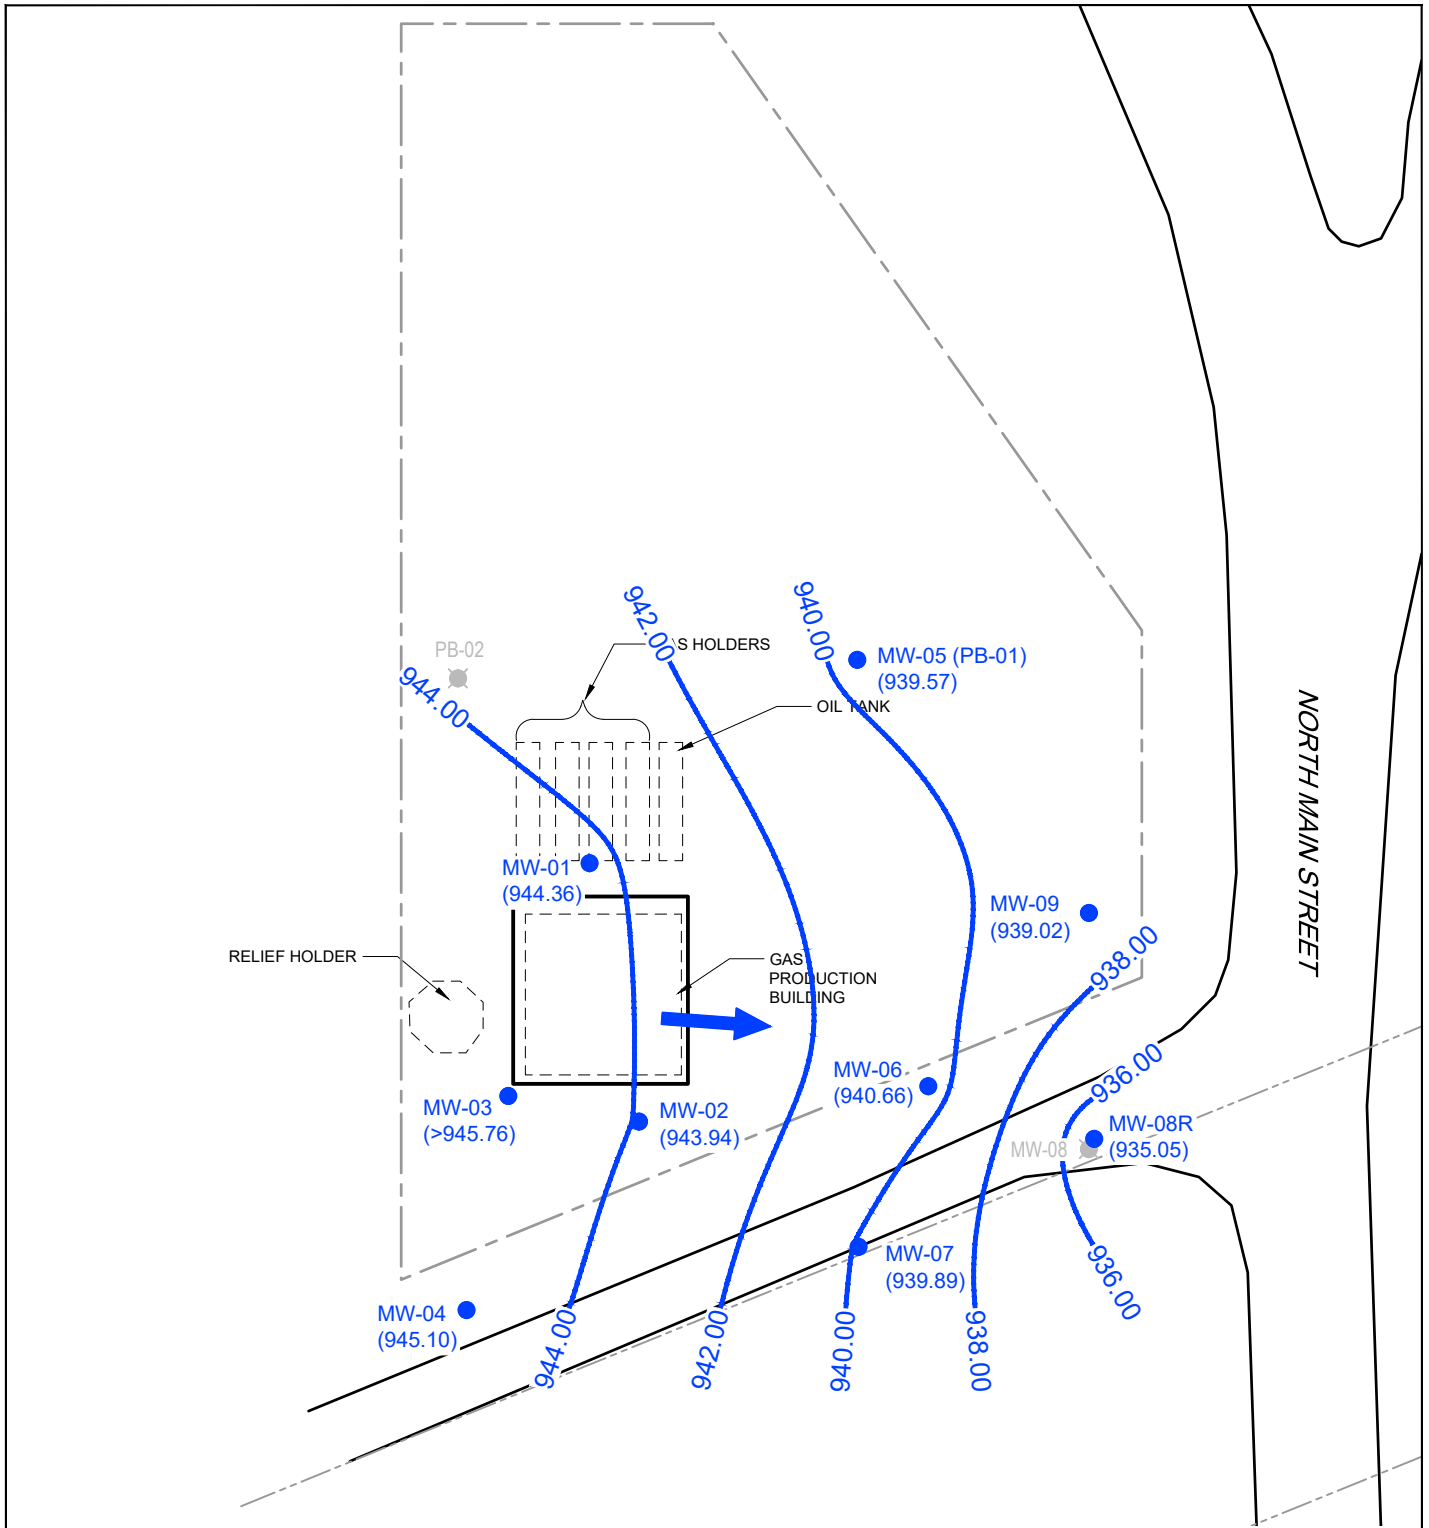 942.00
940.00
PB-02
S HOLDERS
MW-05 (PB-01)
(939.57)
944.00
OIL TANK
NORTH MAIN STREET
MW-01
(944.36)
MW-09
(939.02)
938.00
RELIEF HOLDER
GAS
PRODUCTION
BUILDING
936.00
MW-06
(940.66)
MW-03
(>945.76)
MW-02
(943.94)
MW-08R
(935.05)
MW-08
MW-07
(939.89)
936.00
MW-04
(945.10)
944.00
942.00
940.00
938.00